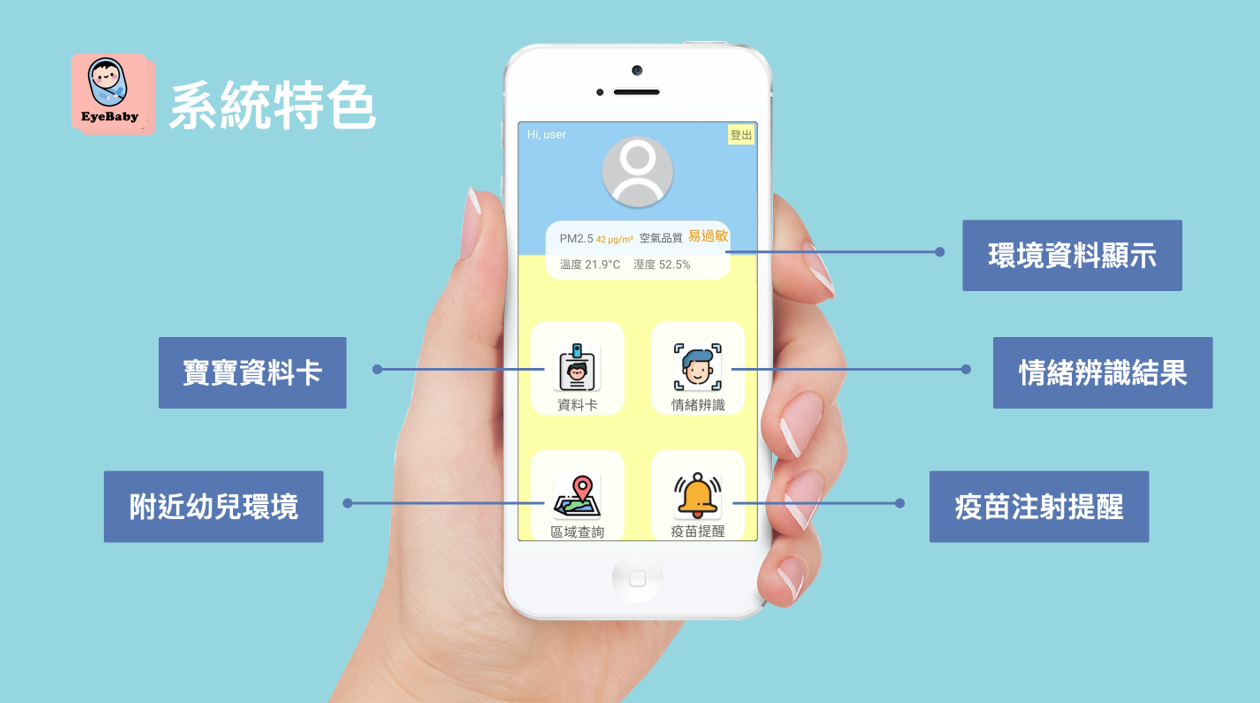 EyeBaby
系統特色
Hi, user
登出
PM2.5 42 µg/m³ 空氣品質 易過敏
溫度 21.9°C 溼度 52.5%
環境資料顯示
寶寶資料卡
資料卡
情緒辨識
情緒辨識結果
附近幼兒環境
區域查詢
疫苗提醒
疫苗注射提醒